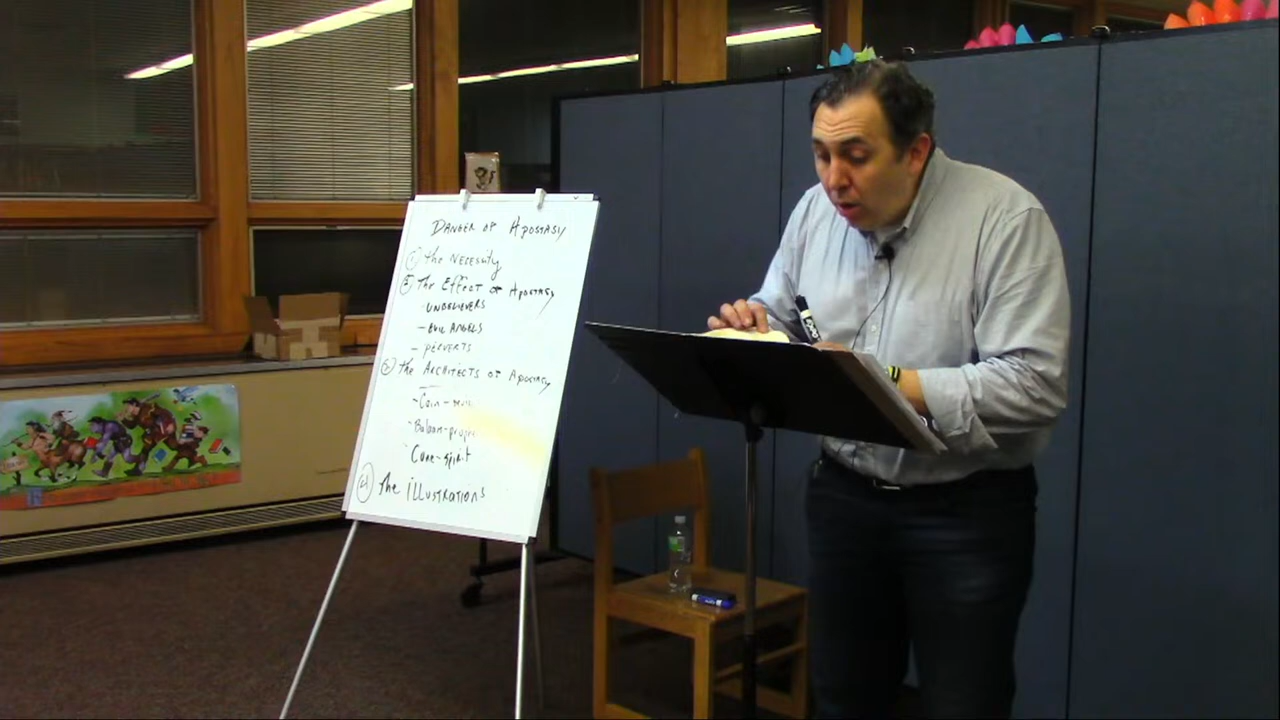 DANGER OF APOSTASY
① The NECESSITY
② The EFFECT OF APOSTASY
- UNBELIEVERS
- EVIL ANGELS
- PERVERTS
③ The ARCHITECTS OF APOSTASY
- Cain -
- Balaam -
Core - spirit
④ The ILLUSTRATIONS